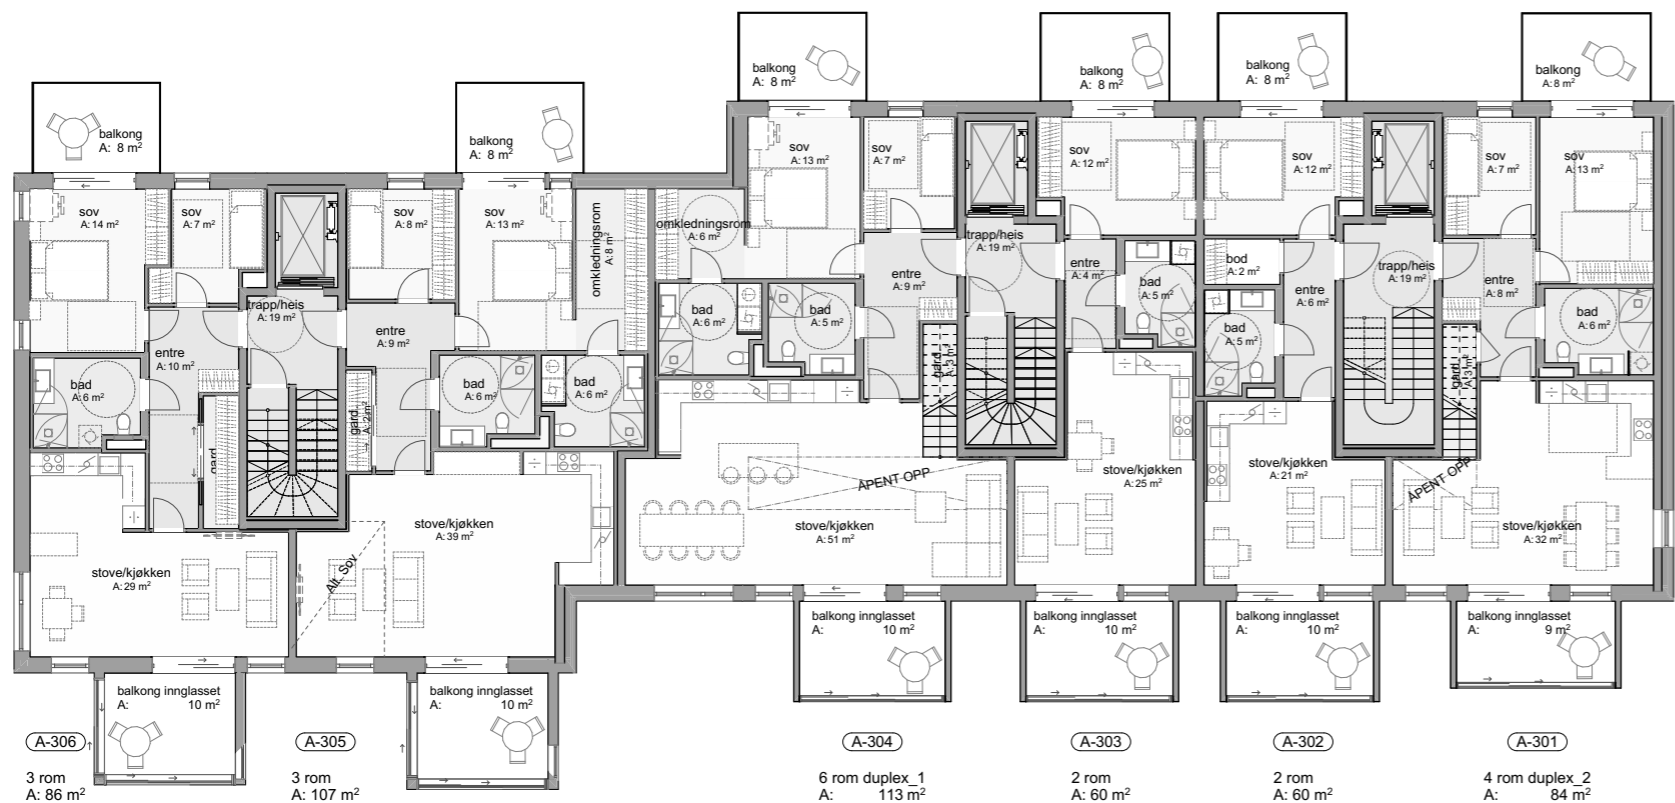 balkong
A: 8 m²
balkong
A: 8 m²
balkong
A: 8 m²
balkong
A: 8 m²
balkong
A: 8 m²
balkong
A: 8 m²
sov
A: 14 m²
sov
A: 7 m²
sov
A: 8 m²
sov
A: 13 m²
omkledningsrom
A: 8 m²
omkledningsrom
A: 6 m²
sov
A: 13 m²
sov
A: 7 m²
sov
A: 12 m²
sov
A: 12 m²
sov
A: 7 m²
sov
A: 13 m²
trapp/heis
A: 19 m²
trapp/heis
A: 19 m²
trapp/heis
A: 19 m²
entre
A: 10 m²
entre
A: 9 m²
entre
A: 9 m²
entre
A: 4 m²
bod
A: 2 m²
entre
A: 6 m²
entre
A: 8 m²
bad
A: 6 m²
bad
A: 6 m²
bad
A: 6 m²
bad
A: 6 m²
bad
A: 5 m²
bad
A: 5 m²
bad
A: 5 m²
bad
A: 6 m²
gard
gard.
A: 2 m²
gard.
A: 3 m²
gard.
A: 3 m²
stove/kjøkken
A: 29 m²
Alt. Sov
stove/kjøkken
A: 39 m²
ÅPENT OPP
stove/kjøkken
A: 51 m²
stove/kjøkken
A: 25 m²
stove/kjøkken
A: 21 m²
ÅPENT OPP
stove/kjøkken
A: 32 m²
balkong innglasset
A: 10 m²
balkong innglasset
A: 10 m²
balkong innglasset
A: 10 m²
balkong innglasset
A: 10 m²
balkong innglasset
A: 10 m²
balkong innglasset
A: 9 m²
A-306
3 rom
A: 86 m²
A-305
3 rom
A: 107 m²
A-304
6 rom duplex_1
A: 113 m²
A-303
2 rom
A: 60 m²
A-302
2 rom
A: 60 m²
A-301
4 rom duplex_2
A: 84 m²